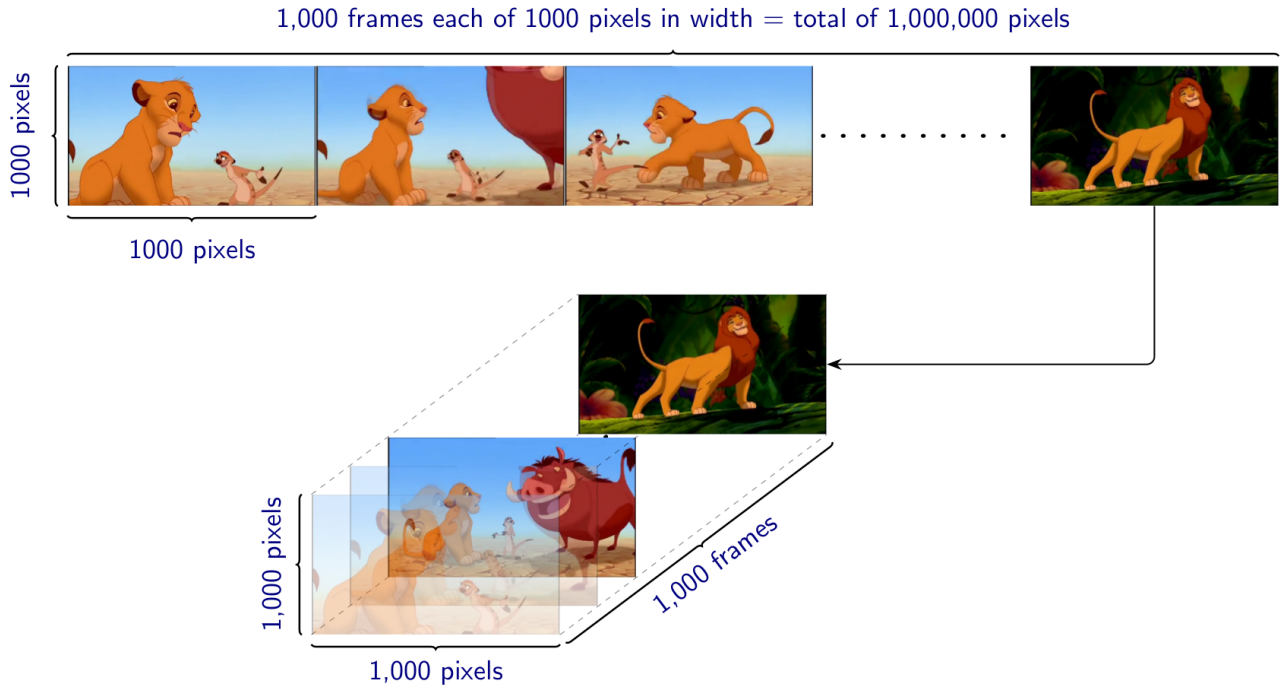 1,000 frames each of 1000 pixels in width = total of 1,000,000 pixels
1000 pixels
1000 pixels
1,000 pixels
1,000 frames
1,000 pixels